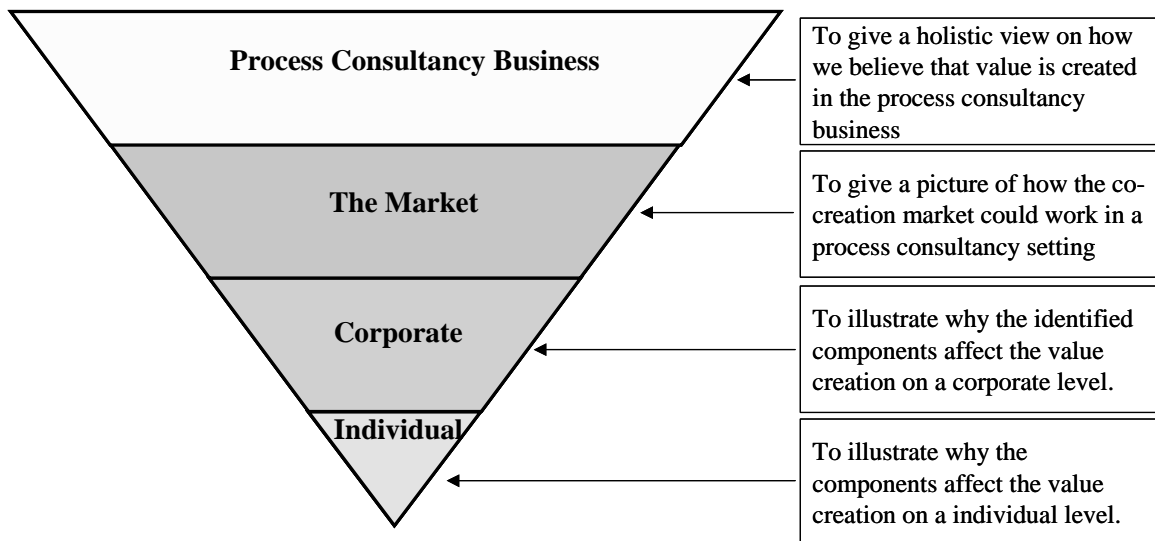 Process Consultancy Business
To give a holistic view on how
we believe that value is created
in the process consultancy
business
The Market
To give a picture of how the co-
creation market could work in a
process consultancy setting
Corporate
To illustrate why the identified
components affect the value
creation on a corporate level.
Individual
To illustrate why the
components affect the value
creation on a individual level.